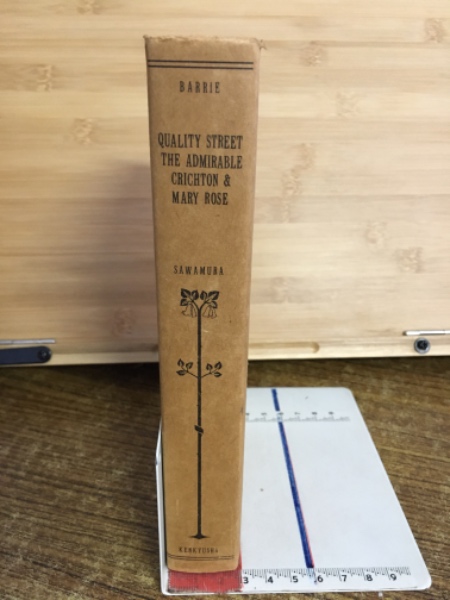 BARRIE
QUALITY STREET
THE ADMIRABLE
CRICHTON &
MARY ROSE
SAWAMURA
KENKYUSHA
3 4 5 6 7 8 9